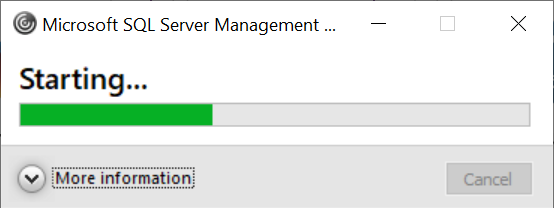 Microsoft SQL Server Management ...
Starting...
More information
Cancel